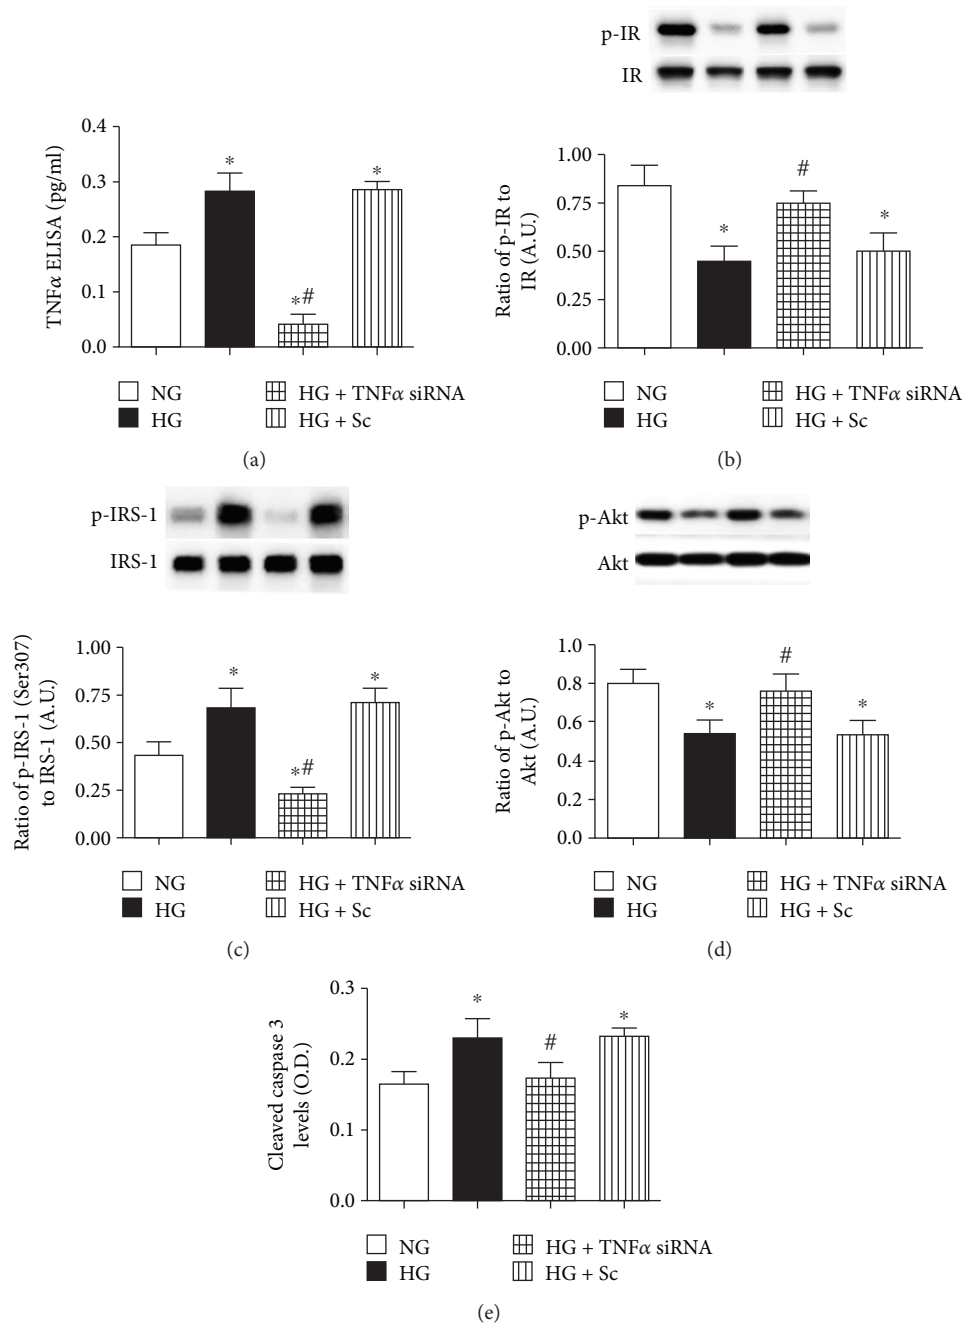 p-IR
IR
TNFα ELISA (pg/ml)
0.4
0.3
0.2
0.1
0.0
*
*#
*
NG
HG
HG + TNFα siRNA
HG + Sc
(a)
Ratio of p-IR to
IR (A.U.)
1.00
0.75
0.50
0.25
0.00
*
#
*
NG
HG
HG + TNFα siRNA
HG + Sc
(b)
p-IRS-1
IRS-1
Ratio of p-IRS-1 (Ser307)
to IRS-1 (A.U.)
1.00
0.75
0.50
0.25
0.00
*
*#
*
NG
HG
HG + TNFα siRNA
HG + Sc
(c)
p-Akt
Akt
Ratio of p-Akt to
Akt (A.U.)
1.0
0.8
0.6
0.4
0.2
0.0
*
#
*
NG
HG
HG + TNFα siRNA
HG + Sc
(d)
Cleaved caspase 3
levels (O.D.)
0.3
0.2
0.1
0.0
*
#
*
NG
HG
HG + TNFα siRNA
HG + Sc
(e)